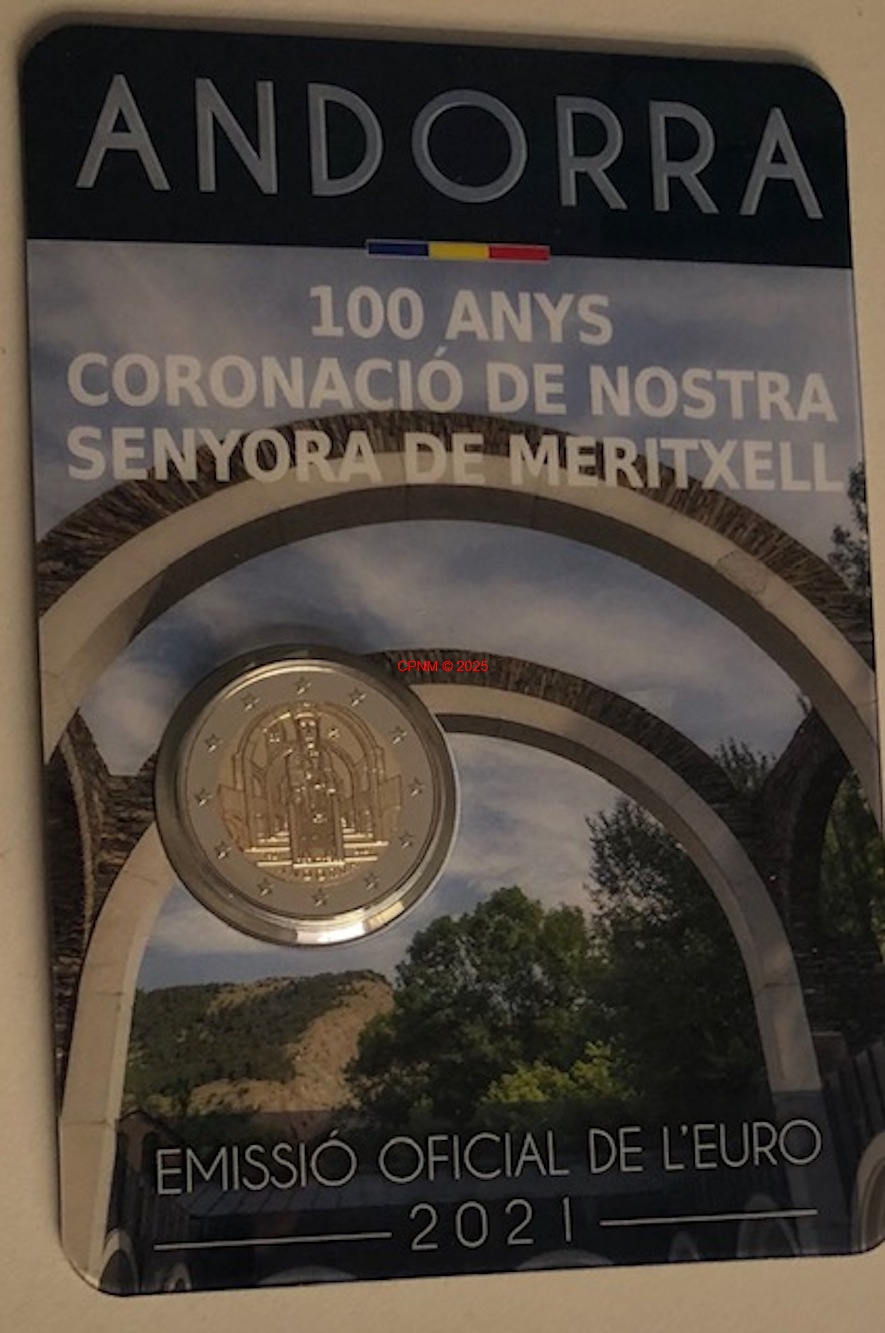 ANDORRA
100 ANYS
CORONACIÓ DE NOSTRA
SENYORA DE MERITXELL
CPNM © 2025
EMISSIÓ OFICIAL DE L'EURO
2021